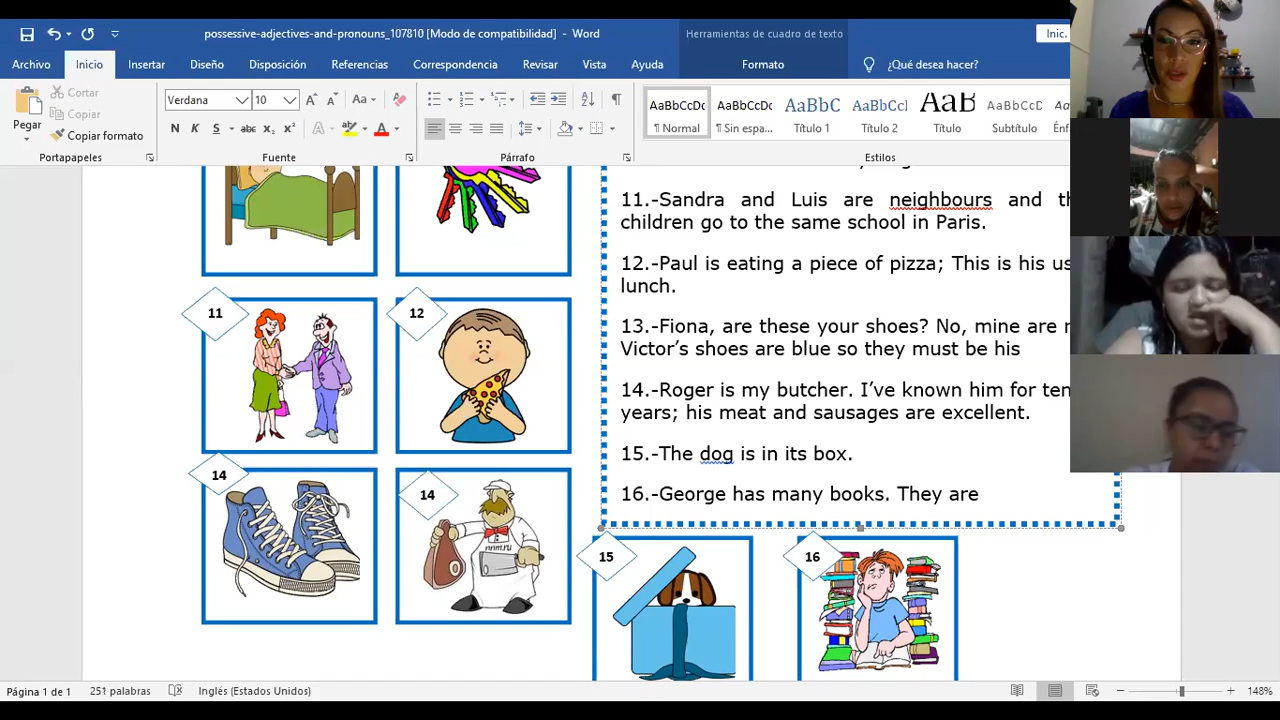 possessive-adjectives-and-pronouns_107810 [Modo de compatibilidad] - Word
Herramientas de cuadro de texto
Inic.
Archivo Inicio Insertar Diseño Disposición Referencias Correspondencia Revisar Vista Ayuda Formato ¿Qué desea hacer?
Pegar
Cortar
Copiar
Copiar formato
Verdana 10
N K S abc x₂ x²
AaBbCcDc AaBbCcDc AaBbC AaBbCcI AaB AaBbCcD
¶ Normal ¶ Sin espa... Título 1 Título 2 Título Subtítulo
Portapapeles Fuente Párrafo Estilos
11.-Sandra and Luis are neighbours and
children go to the same school in Paris.
12.-Paul is eating a piece of pizza; This is his
lunch.
13.-Fiona, are these your shoes? No, mine are
Victor's shoes are blue so they must be his
14.-Roger is my butcher. I've known him for ten
years; his meat and sausages are excellent.
15.-The dog is in its box.
16.-George has many books. They are
11
12
14
14
15
16
Página 1 de 1 251 palabras Inglés (Estados Unidos) 148%